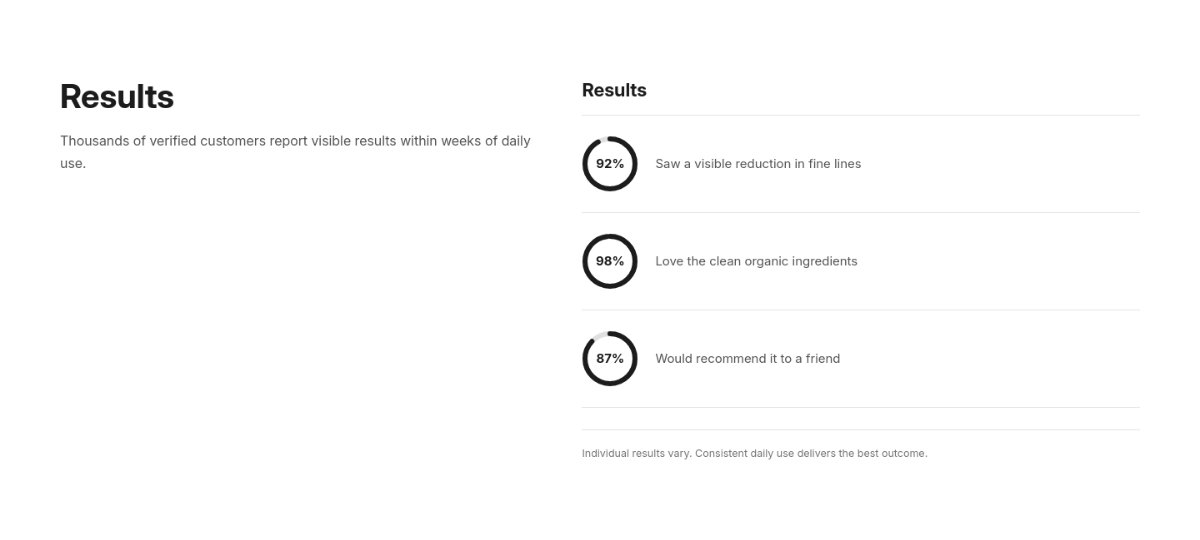 Results
Thousands of verified customers report visible results within weeks of daily
use.
Results
92%
Saw a visible reduction in fine lines
98%
Love the clean organic ingredients
87%
Would recommend it to a friend
Individual results vary. Consistent daily use delivers the best outcome.